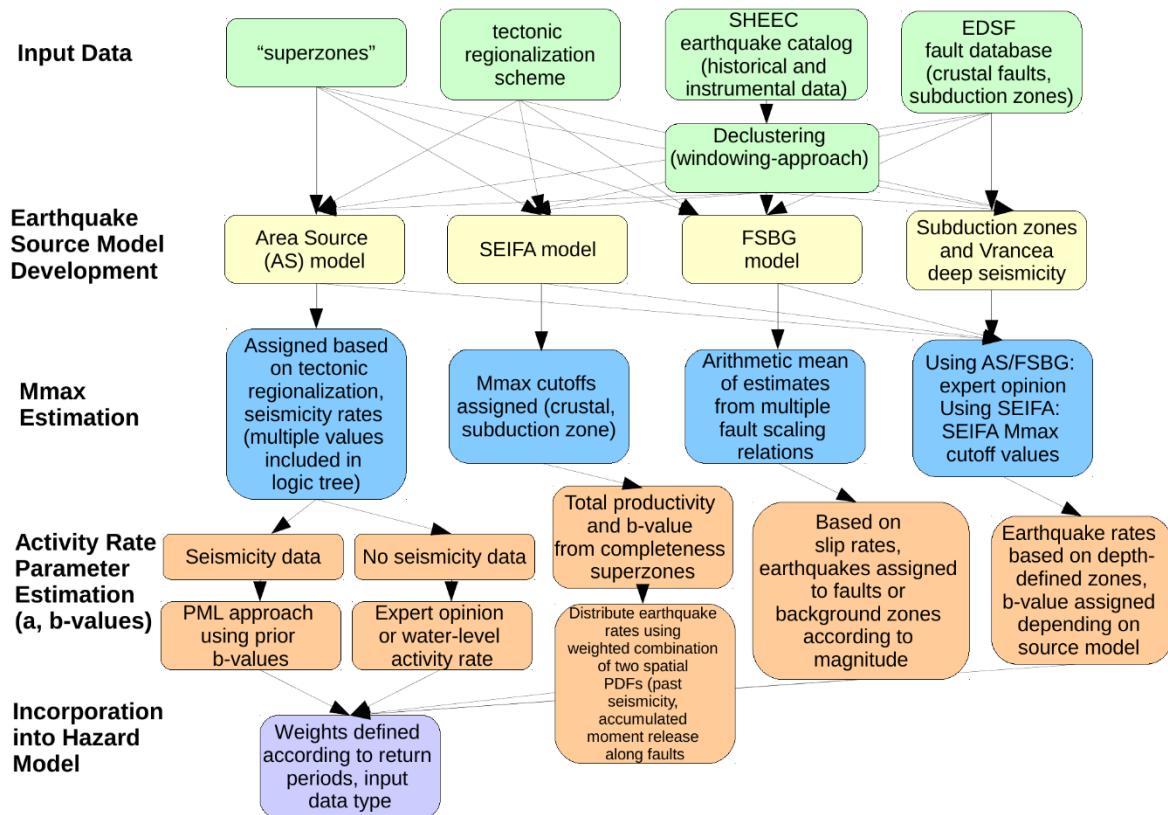 Input Data
“superzones”
tectonic
regionalization
scheme
SHEEC
earthquake catalog
(historical and
instrumental data)
EDSF
fault database
(crustal faults,
subduction zones)
Declustering
(windowing-approach)
Earthquake
Source Model
Development
Area Source
(AS) model
SEIFA model
FSBG
model
Subduction zones
and Vrancea
deep seismicity
Mmax
Estimation
Assigned based
on tectonic
regionalization,
seismicity rates
(multiple values
included in
logic tree)
Mmax cutoffs
assigned (crustal,
subduction zone)
Arithmetic mean
of estimates
from multiple
fault scaling
relations
Using AS/FSBG:
expert opinion
Using SEIFA:
SEIFA Mmax
cutoff values
Activity Rate
Parameter
Estimation
(a, b-values)
Seismicity data
No seismicity data
PML approach
using prior
b-values
Expert opinion
or water-level
activity rate
Total productivity
and b-value
from completeness
superzones
Distribute earthquake
rates using
weighted combination
of two spatial
PDFs (past
seismicity,
accumulated
moment release
along faults
Based on
slip rates,
earthquakes assigned
to faults or
background zones
according to
magnitude
Earthquake rates
based on depth-
defined zones,
b-value assigned
depending on
source model
Incorporation
into Hazard
Model
Weights defined
according to return
periods, input
data type